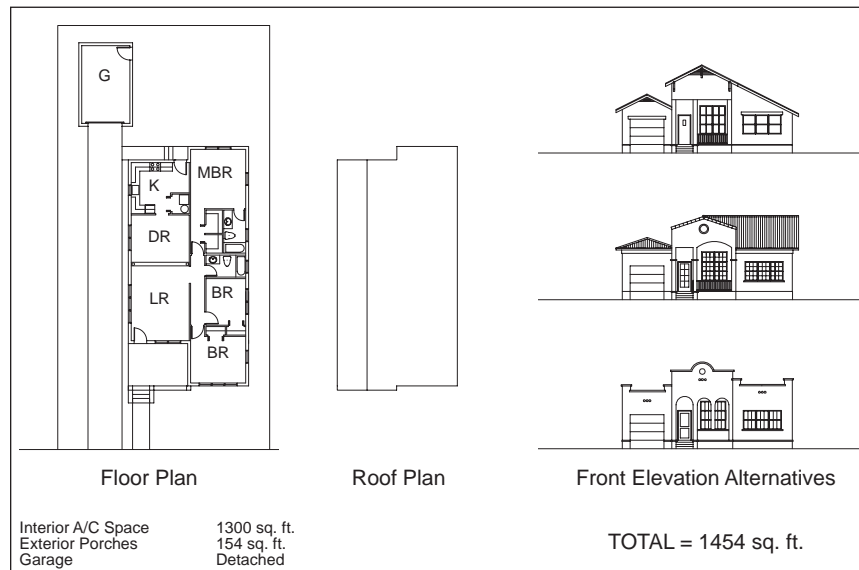 G
MBR
K
DR
LR
BR
BR
Floor Plan
Roof Plan
Front Elevation Alternatives
Interior A/C Space 1300 sq. ft.
Exterior Porches 154 sq. ft.
Garage Detached
TOTAL = 1454 sq. ft.